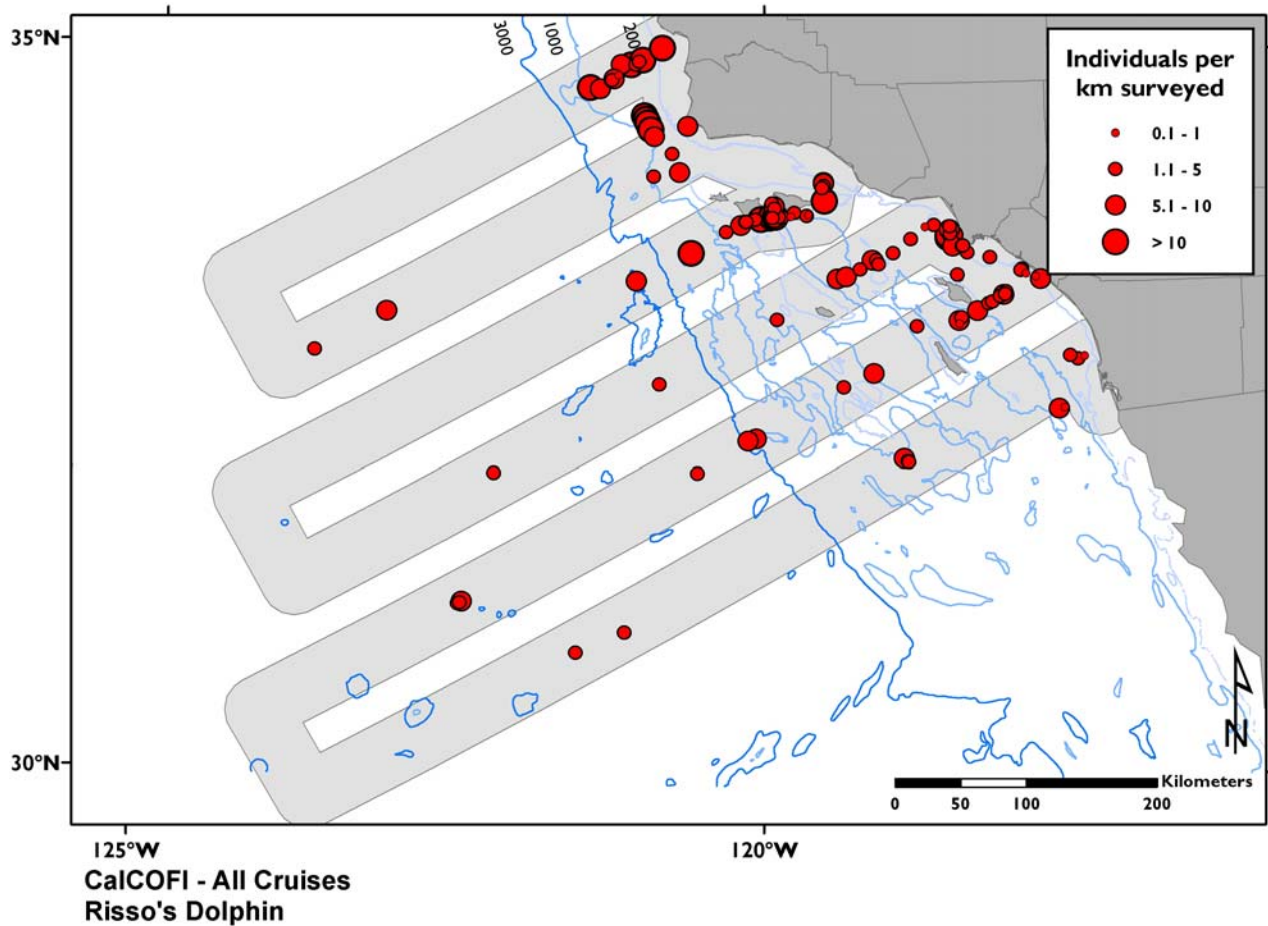 35°N
3000
1000
200
Individuals per
km surveyed
0.1 - 1
1.1 - 5
5.1 - 10
> 10
30°N
N
Kilometers
0 50 100 200
125°W
120°W
CalCOFI - All Cruises
Risso's Dolphin